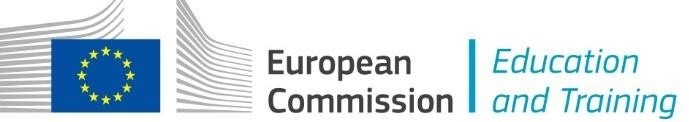 European
Commission
Education
and Training